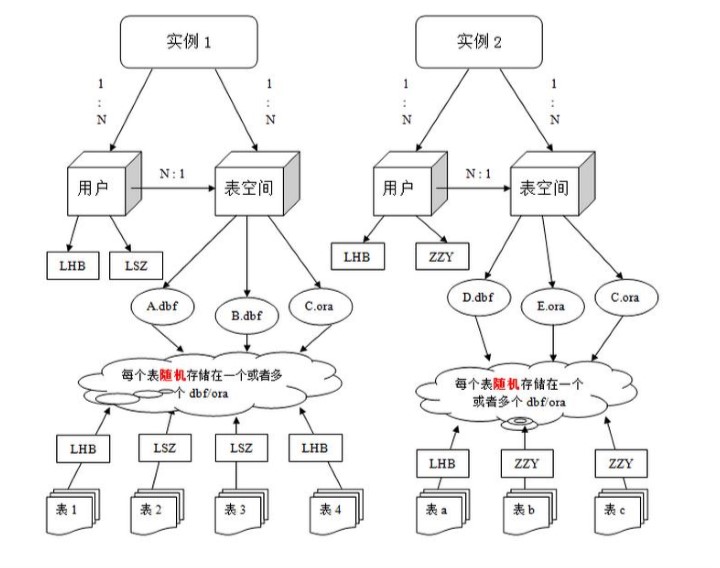 实例 1
实例 2
1
:
N
1
:
N
1
:
N
1
:
N
用户
N : 1
表空间
用户
N : 1
表空间
LHB
LSZ
LHB
ZZY
A.dbf
B.dbf
C.ora
D.dbf
E.ora
C.ora
每个表随机存储在一个或者多
个 dbf/ora
每个表随机存储在一个
或者多个 dbf/ora
LHB
LSZ
LSZ
LHB
LHB
ZZY
ZZY
表 1
表 2
表 3
表 4
表 a
表 b
表 c